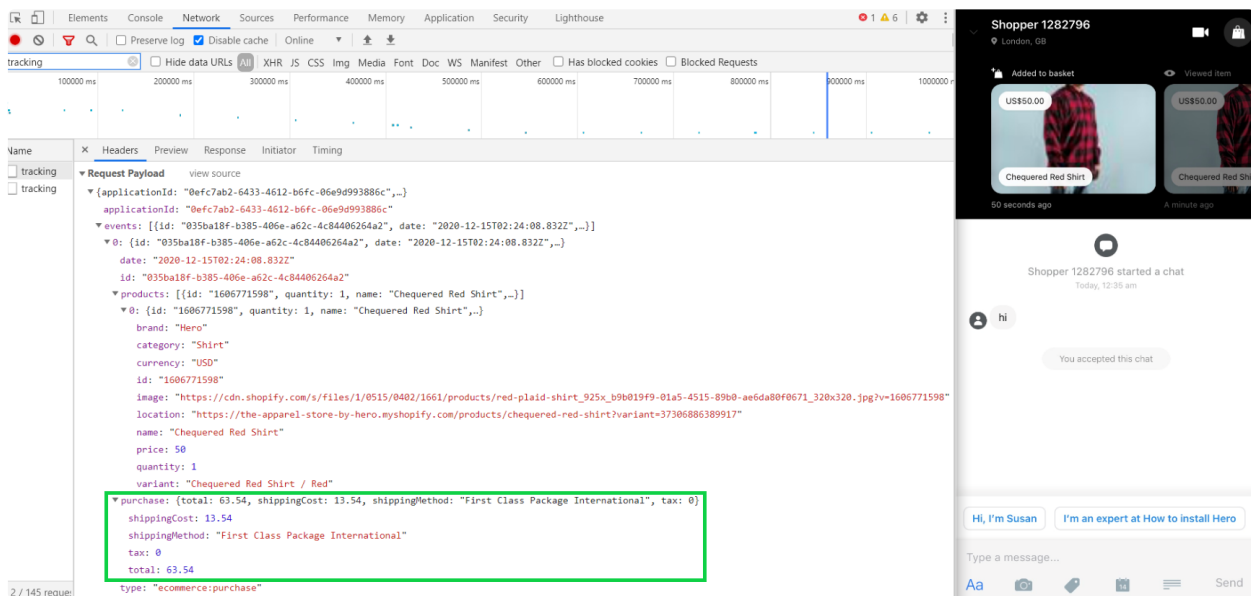 Elements Console Network Sources Performance Memory Application Security Lighthouse 1 6
Preserve log Disable cache Online
tracking Hide data URLs All XHR JS CSS Img Media Font Doc WS Manifest Other Has blocked cookies Blocked Requests
100000 ms 200000 ms 300000 ms 400000 ms 500000 ms 600000 ms 700000 ms 800000 ms 900000 ms 1000000
Name
tracking
tracking
2 / 145 reque
× Headers Preview Response Initiator Timing
Request Payload view source
{applicationId: "0efc7ab2-6433-4612-b6fc-06e9d993886c",…}
applicationId: "0efc7ab2-6433-4612-b6fc-06e9d993886c"
events: [{id: "035ba18f-b385-406e-a62c-4c84406264a2", date: "2020-12-15T02:24:08.832Z",…}]
0: {id: "035ba18f-b385-406e-a62c-4c84406264a2", date: "2020-12-15T02:24:08.832Z",…}
date: "2020-12-15T02:24:08.832Z"
id: "035ba18f-b385-406e-a62c-4c84406264a2"
products: [{id: "1606771598", quantity: 1, name: "Chequered Red Shirt",…}]
0: {id: "1606771598", quantity: 1, name: "Chequered Red Shirt",…}
brand: "Hero"
category: "Shirt"
currency: "USD"
id: "1606771598"
image: "https://cdn.shopify.com/s/files/1/0515/0402/1661/products/red-plaid-shirt_925x_b9b019f9-01a5-4515-89b0-ae6da80f0671_320x320.jpg?v=1606771598"
location: "https://the-apparel-store-by-hero.myshopify.com/products/chequered-red-shirt?variant=37306886389917"
name: "Chequered Red Shirt"
price: 50
quantity: 1
variant: "Chequered Red Shirt / Red"
purchase: {total: 63.54, shippingCost: 13.54, shippingMethod: "First Class Package International", tax: 0}
shippingCost: 13.54
shippingMethod: "First Class Package International"
tax: 0
total: 63.54
type: "ecommerce:purchase"
Shopper 1282796
London, GB
Added to basket Viewed item
US$50.00 US$50.00
Chequered Red Shirt Chequered Red Shi
50 seconds ago A minute ago
Shopper 1282796 started a chat
Today, 12:36 am
hi
You accepted this chat
Hi, I'm Susan I'm an expert at How to install Hero
Type a message...
Aa 14 Send